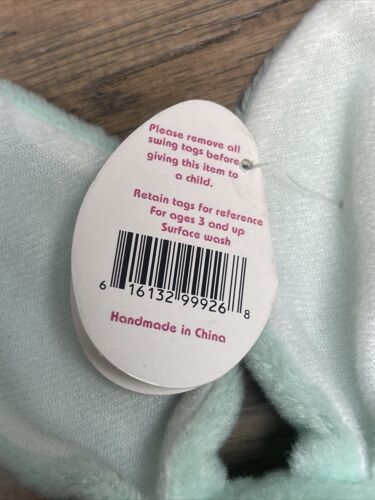 Please remove all
swing tags before
giving this item to
a child.
Retain tags for reference
For ages 3 and up
Surface wash
6 16132 99926 8
Handmade in China